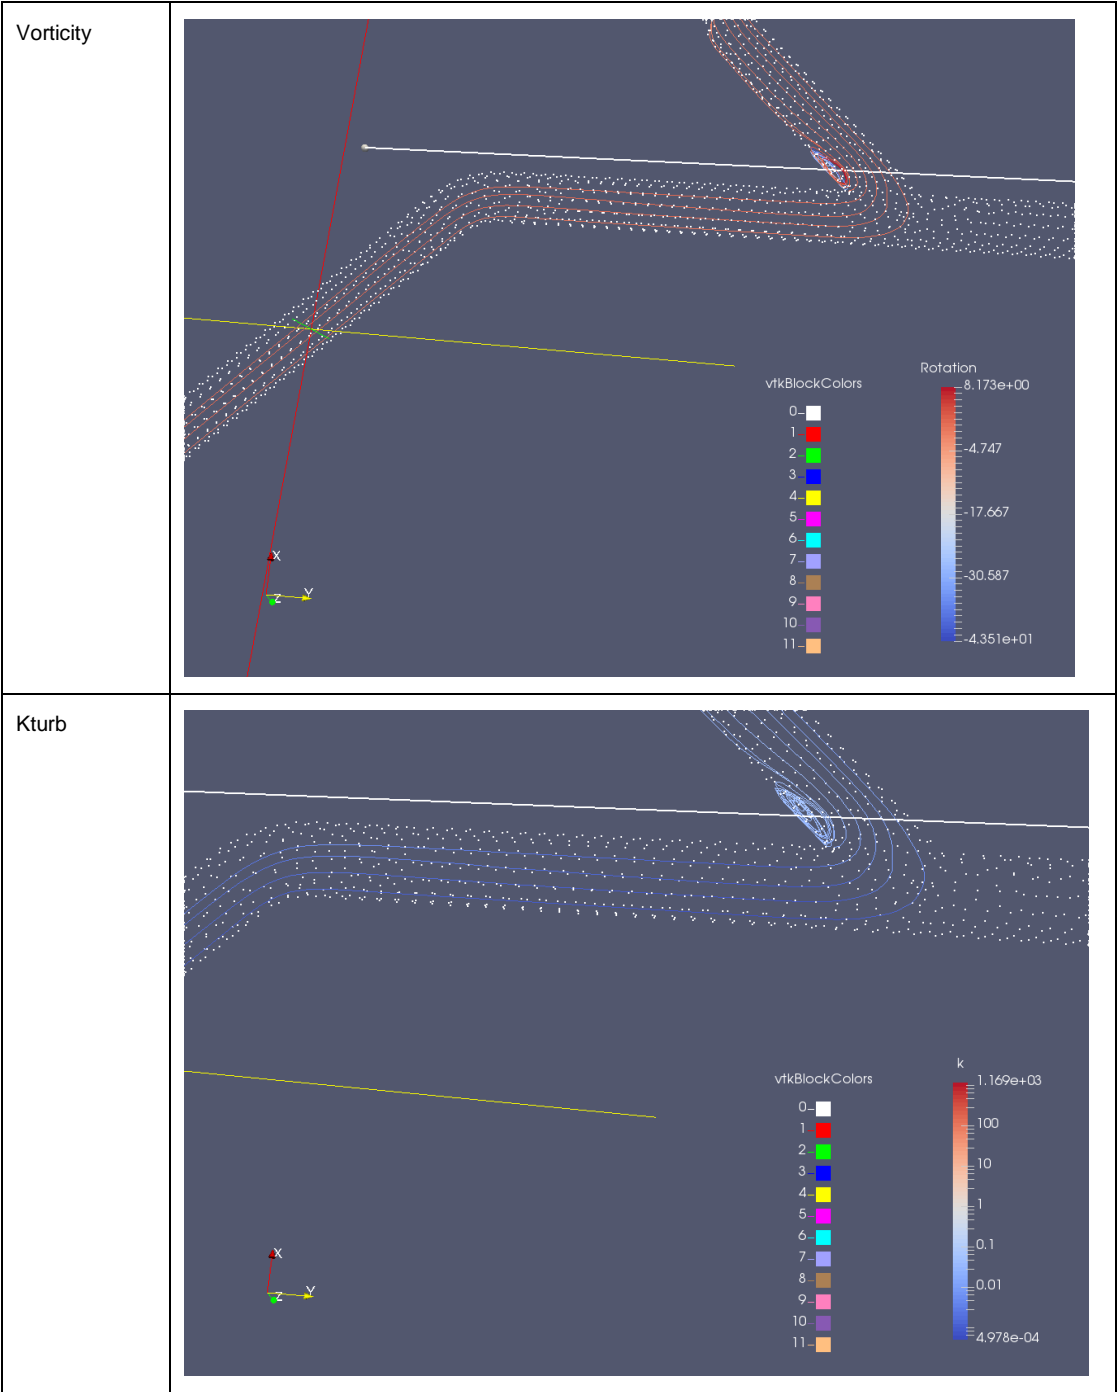 Vorticity
X
Y
Z
vtkBlockColors
0
1
2
3
4
5
6
7
8
9
10
11
Rotation
8.173e+00
-4.747
-17.667
-30.587
-4.351e+01
Kturb
X
Y
Z
vtkBlockColors
0
1
2
3
4
5
6
7
8
9
10
11
k
1.169e+03
100
10
1
0.1
0.01
4.978e-04